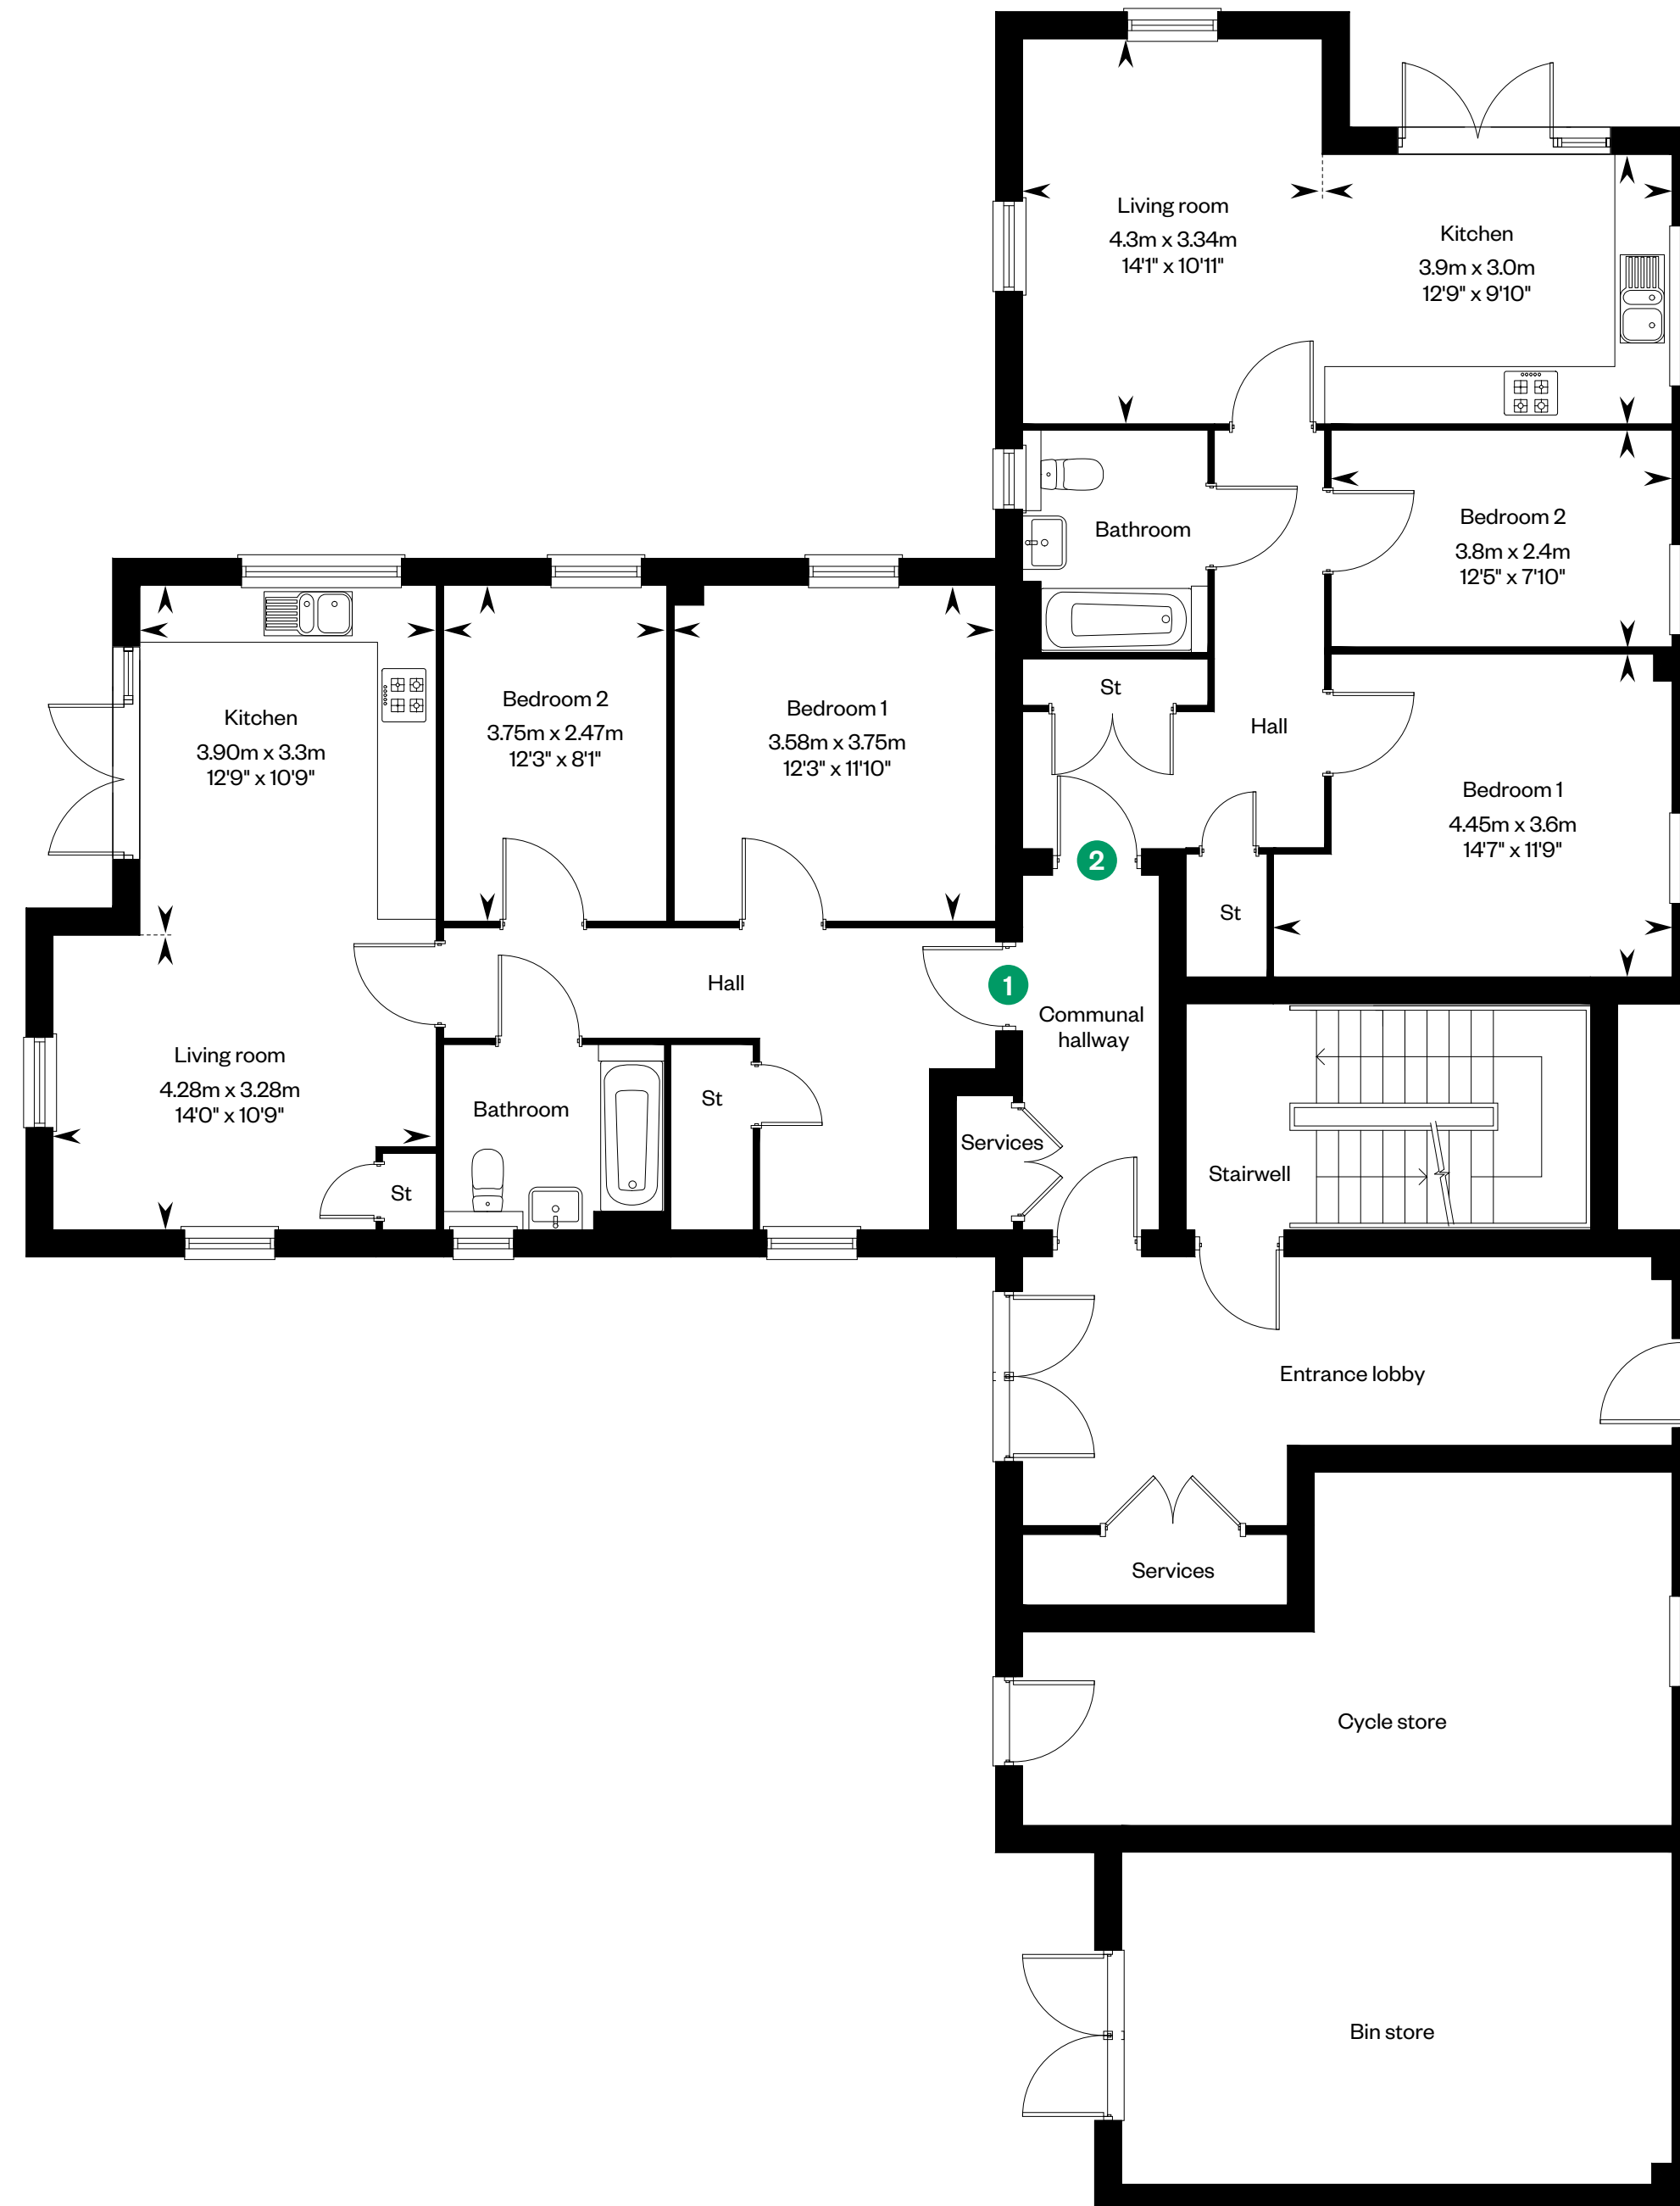 Living room
4.3m x 3.34m
14'1" x 10'11"
Kitchen
3.9m x 3.0m
12'9" x 9'10"
Bathroom
Bedroom 2
3.8m x 2.4m
12'5" x 7'10"
St
Hall
Bedroom 1
4.45m x 3.6m
14'7" x 11'9"
2
St
Kitchen
3.90m x 3.3m
12'9" x 10'9"
Bedroom 2
3.75m x 2.47m
12'3" x 8'1"
Bedroom 1
3.58m x 3.75m
12'3" x 11'10"
Hall
1
Communal
hallway
Living room
4.28m x 3.28m
14'0" x 10'9"
Bathroom
St
St
Services
Stairwell
Entrance lobby
Services
Cycle store
Bin store